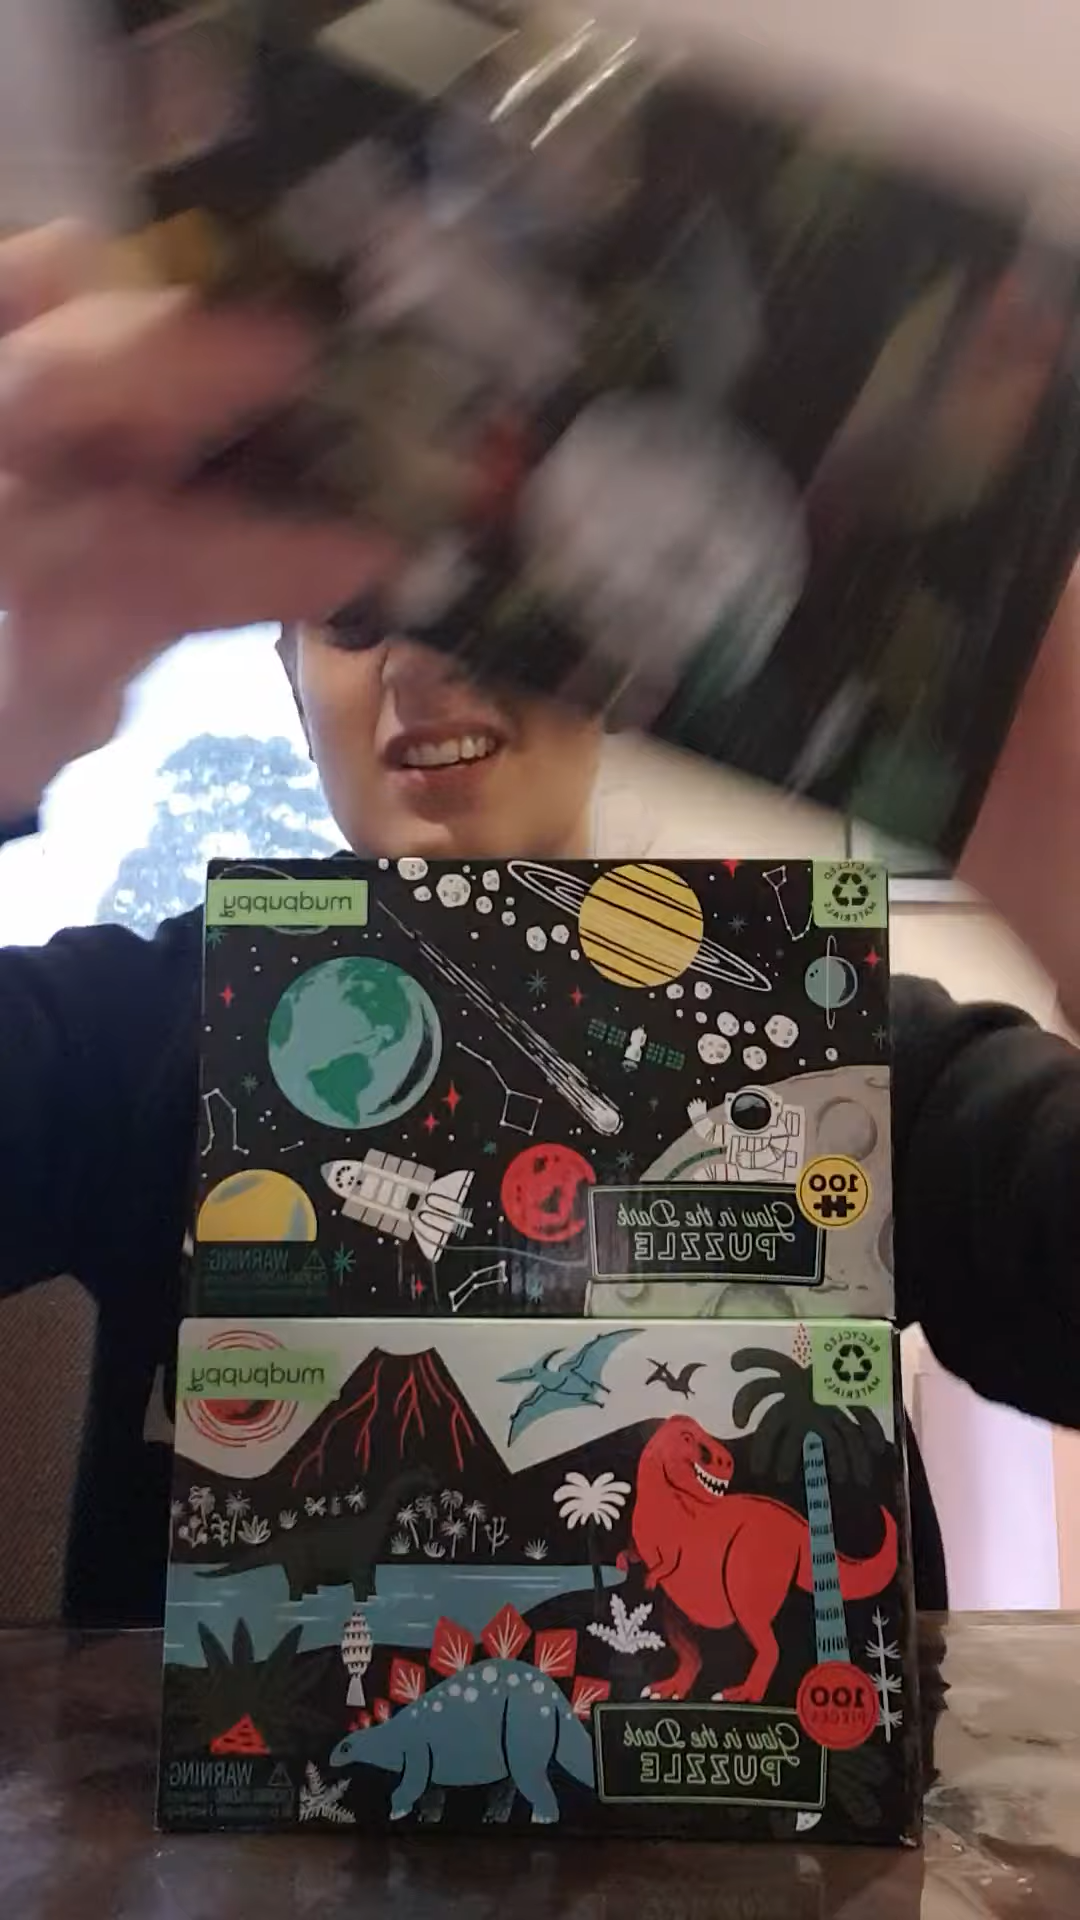 mudpuppy
RECYCLED
MATERIALS
100
Glow in the Dark
PUZZLE
WARNING:
mudpuppy
RECYCLED
MATERIALS
100
PIECES
Glow in the Dark
PUZZLE
WARNING